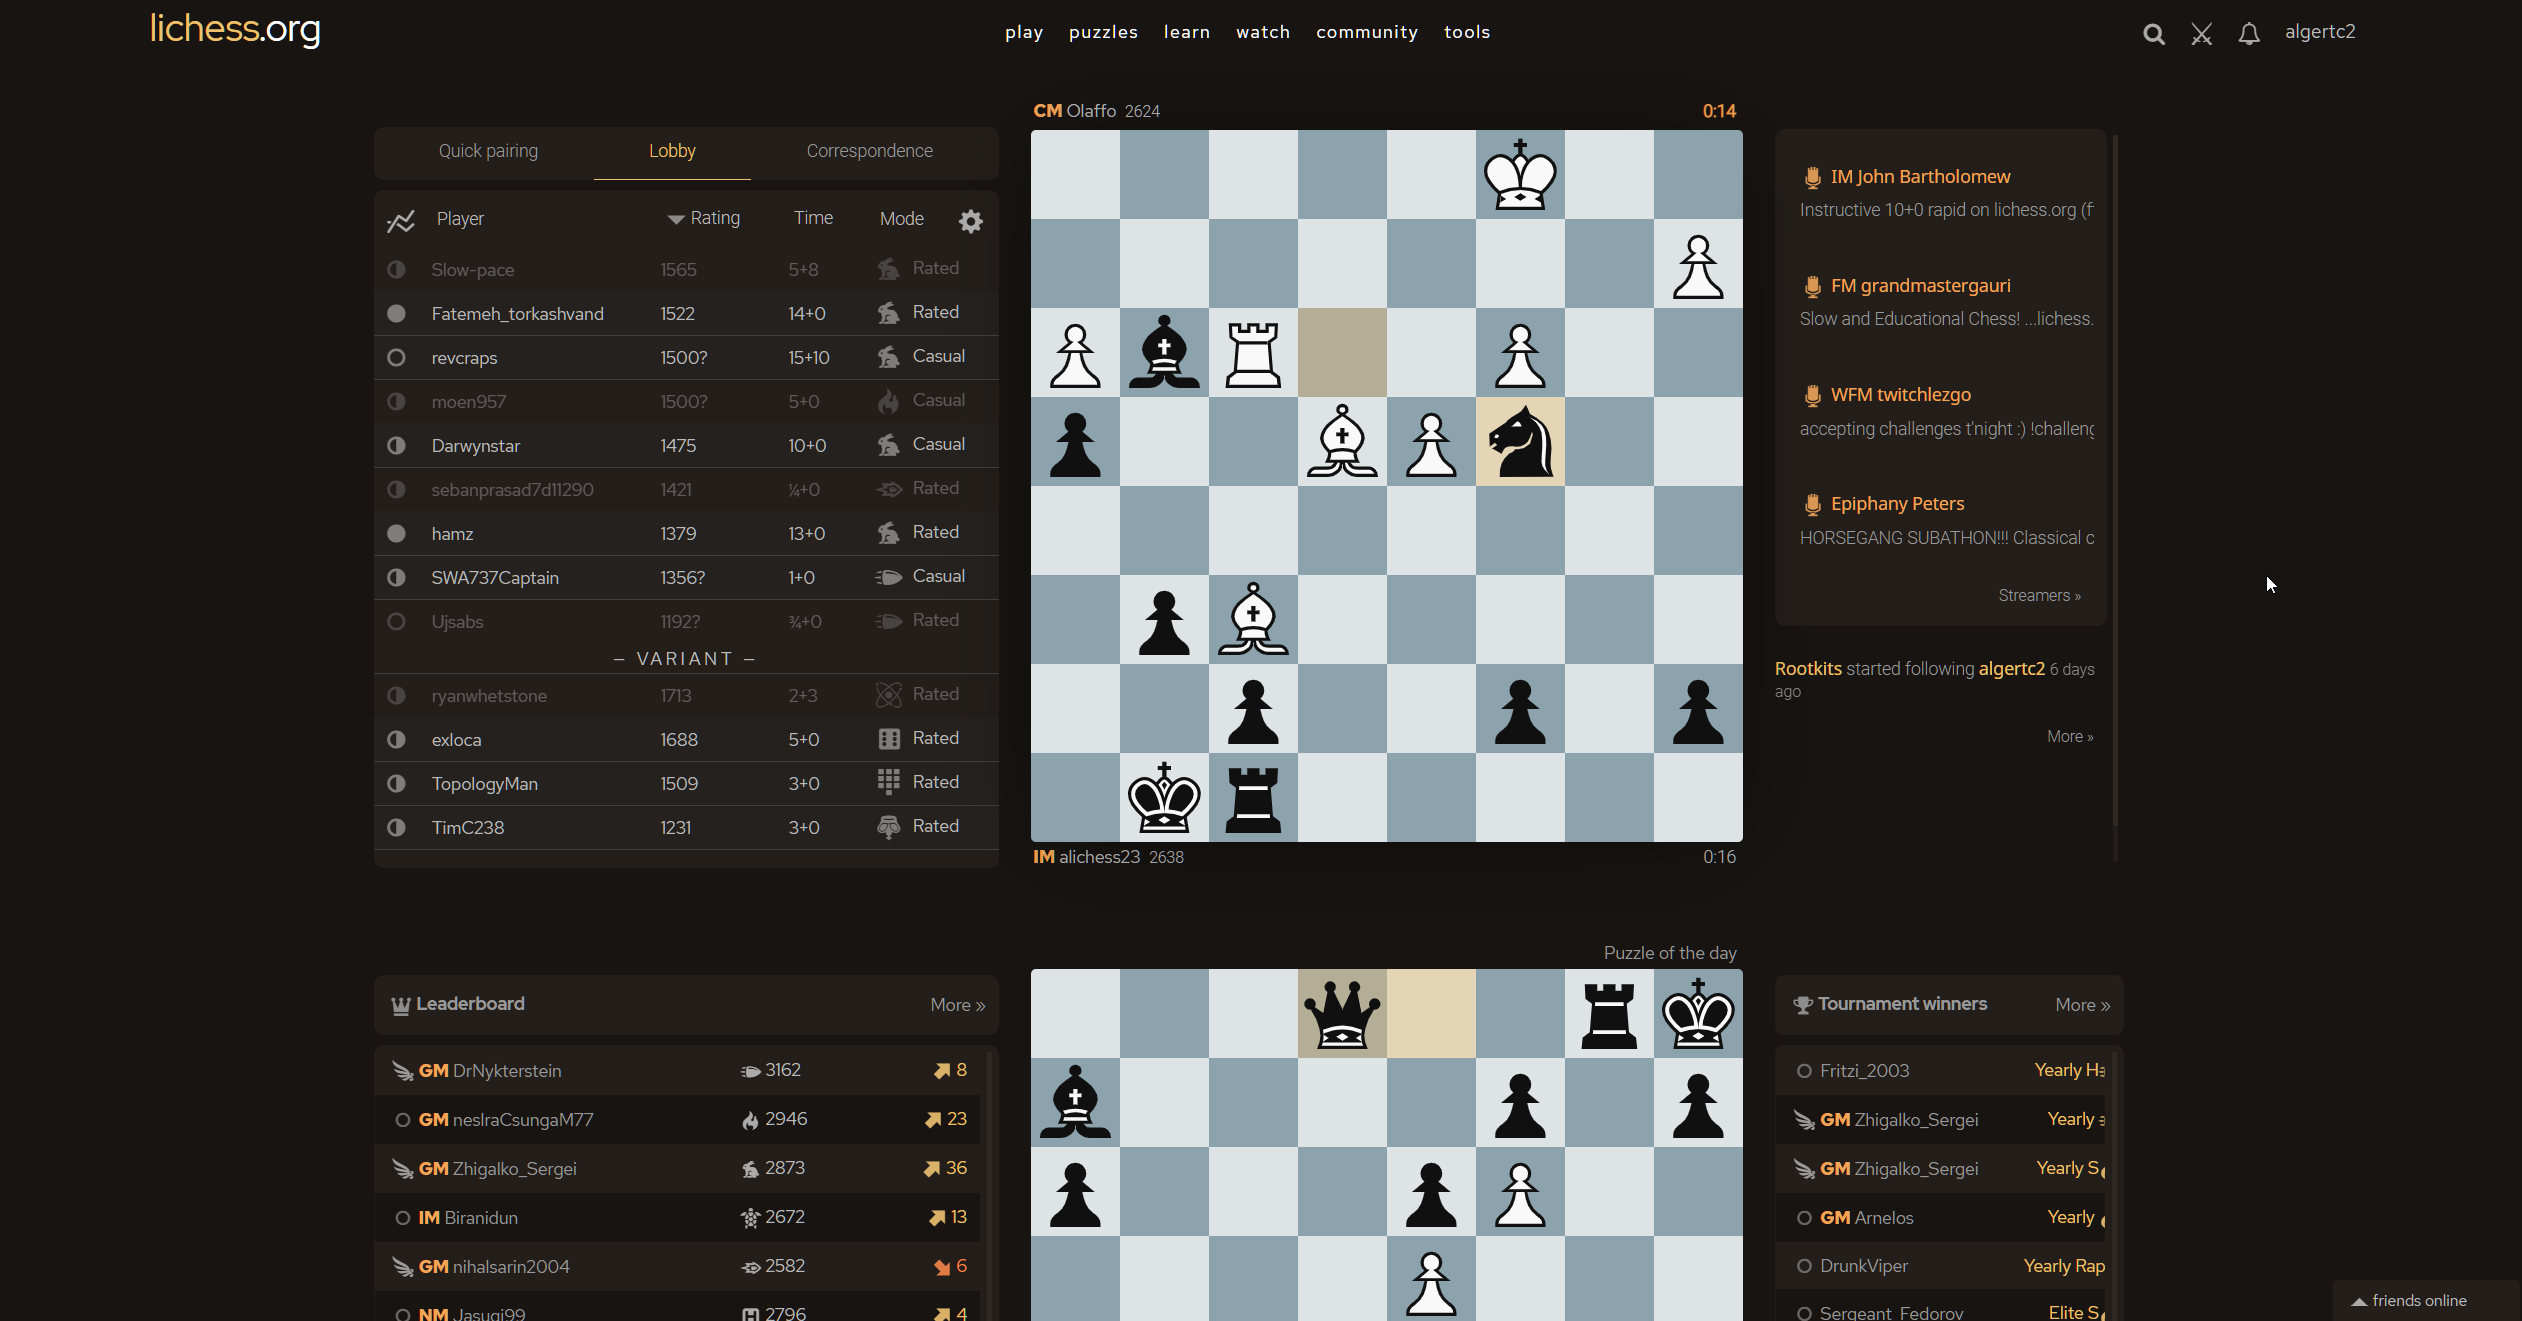 lichess.org
play puzzles learn watch community tools
algertc2
Quick pairing Lobby Correspondence
Player Rating Time Mode
Slow-pace 1565 5+8 Rated
Fatemeh_torkashvand 1522 14+0 Rated
revcraps 1500? 15+10 Casual
moen957 1500? 5+0 Casual
Darwynstar 1475 10+0 Casual
sebanprasad7d11290 1421 ¼+0 Rated
hamz 1379 13+0 Rated
SWA737Captain 1356? 1+0 Casual
Ujsabs 1192? ¾+0 Rated
– VARIANT –
ryanwhetstone 1713 2+3 Rated
exloca 1688 5+0 Rated
TopologyMan 1509 3+0 Rated
TimC238 1231 3+0 Rated
CM Olaffo 2624 0:14
IM alichess23 2638 0:16
IM John Bartholomew
Instructive 10+0 rapid on lichess.org (f
FM grandmastergauri
Slow and Educational Chess! ...lichess.
WFM twitchlezgo
accepting challenges t'night :) !challeng
Epiphany Peters
HORSEGANG SUBATHON!!! Classical c
Streamers »
Rootkits started following algertc2 6 days
ago
More »
Leaderboard More »
GM DrNykterstein 3162 8
GM neslraCsungaM77 2946 23
GM Zhigalko_Sergei 2873 36
IM Biranidun 2672 13
GM nihalsarin2004 2582 6
NM Jasugi99 2796 4
Puzzle of the day
Tournament winners More »
Fritzi_2003 Yearly H
GM Zhigalko_Sergei Yearly
GM Zhigalko_Sergei Yearly S
GM Arnelos Yearly
DrunkViper Yearly Rap
Sergeant_Fedorov Elite S
friends online